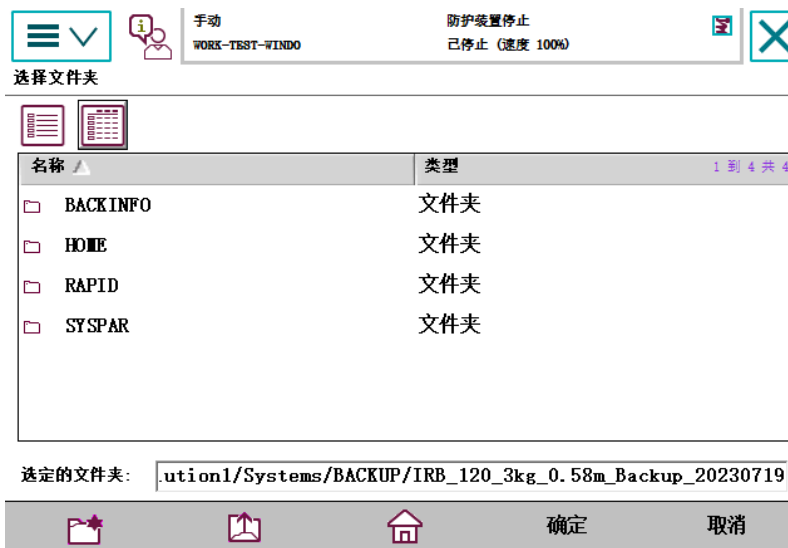 手动
WORK-TEST-WINDO
防护装置停止
已停止 (速度 100%)
选择文件夹
名称 类型 1 到 4 共 4
BACKINFO 文件夹
HOME 文件夹
RAPID 文件夹
SYSPAR 文件夹
选定的文件夹: .ution1/Systems/BACKUP/IRB_120_3kg_0.58m_Backup_20230719
确定 取消